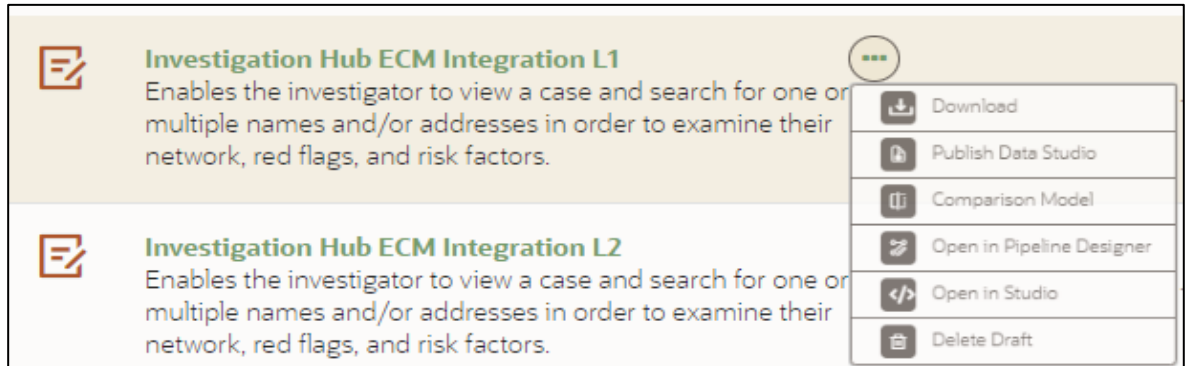 Investigation Hub ECM Integration L1
Enables the investigator to view a case and search for one or
multiple names and/or addresses in order to examine their
network, red flags, and risk factors.
Download
Publish Data Studio
Comparison Model
Open in Pipeline Designer
Open in Studio
Delete Draft
Investigation Hub ECM Integration L2
Enables the investigator to view a case and search for one or
multiple names and/or addresses in order to examine their
network, red flags, and risk factors.